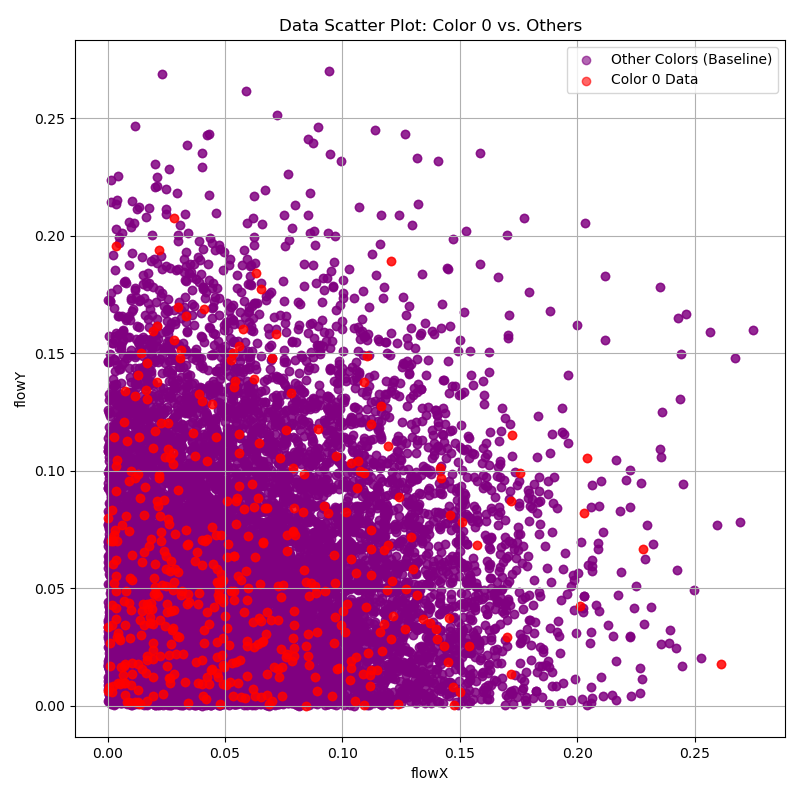 Data Scatter Plot: Color 0 vs. Others
Other Colors (Baseline)
Color 0 Data
0.25
0.20
0.15
0.10
0.05
0.00
flowY
0.00 0.05 0.10 0.15 0.20 0.25
flowX